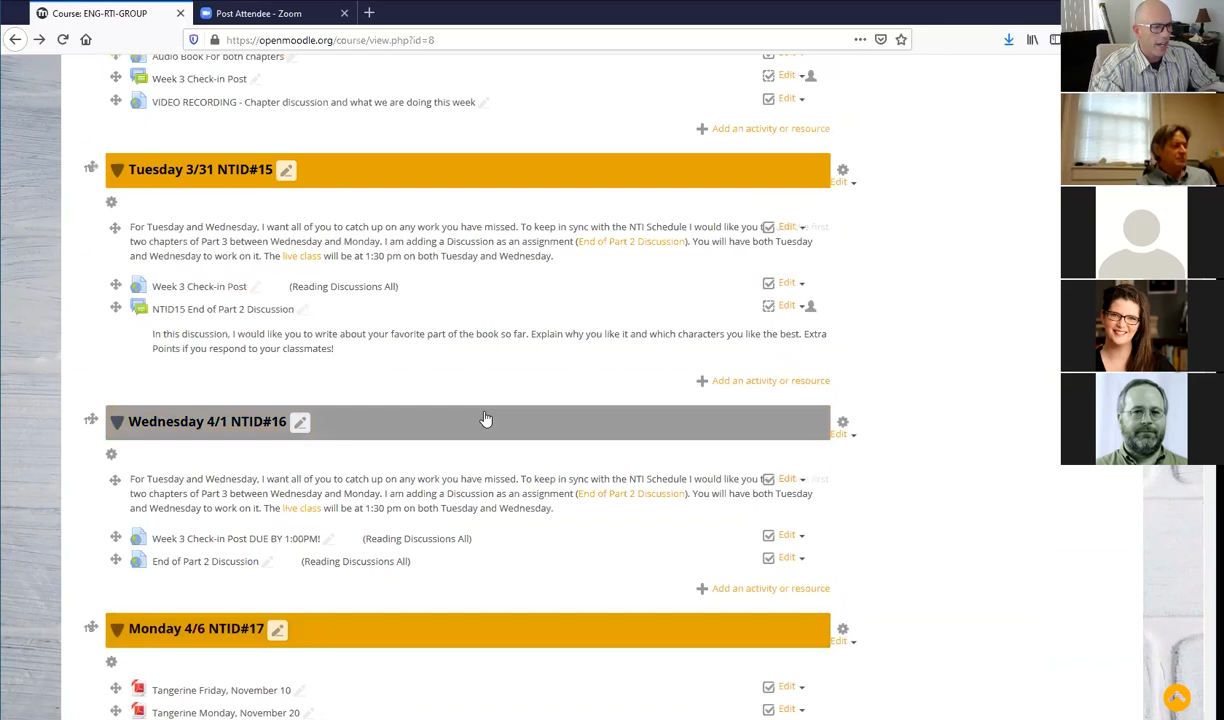 Course: ENG-RTI-GROUP
Post Attendee - Zoom
https://openmoodle.org/course/view.php?id=8
Audio Book For both chapters
Week 3 Check-in Post
Edit
VIDEO RECORDING - Chapter discussion and what we are doing this week
Edit
Add an activity or resource
Tuesday 3/31 NTID#15
Edit
For Tuesday and Wednesday, I want all of you to catch up on any work you have missed. To keep in sync with the NTI Schedule I would like you
Edit
first
two chapters of Part 3 between Wednesday and Monday. I am adding a Discussion as an assignment (End of Part 2 Discussion). You will have both Tuesday
and Wednesday to work on it. The live class will be at 1:30 pm on both Tuesday and Wednesday.
Week 3 Check-in Post (Reading Discussions All)
Edit
NTID15 End of Part 2 Discussion
Edit
In this discussion, I would like you to write about your favorite part of the book so far. Explain why you like it and which characters you like the best. Extra
Points if you respond to your classmates!
Add an activity or resource
Wednesday 4/1 NTID#16
Edit
For Tuesday and Wednesday, I want all of you to catch up on any work you have missed. To keep in sync with the NTI Schedule I would like you
Edit
first
two chapters of Part 3 between Wednesday and Monday. I am adding a Discussion as an assignment (End of Part 2 Discussion). You will have both Tuesday
and Wednesday to work on it. The live class will be at 1:30 pm on both Tuesday and Wednesday.
Week 3 Check-in Post DUE BY 1:00PM! (Reading Discussions All)
Edit
End of Part 2 Discussion (Reading Discussions All)
Edit
Add an activity or resource
Monday 4/6 NTID#17
Edit
Tangerine Friday, November 10
Edit
Tangerine Monday, November 20
Edit